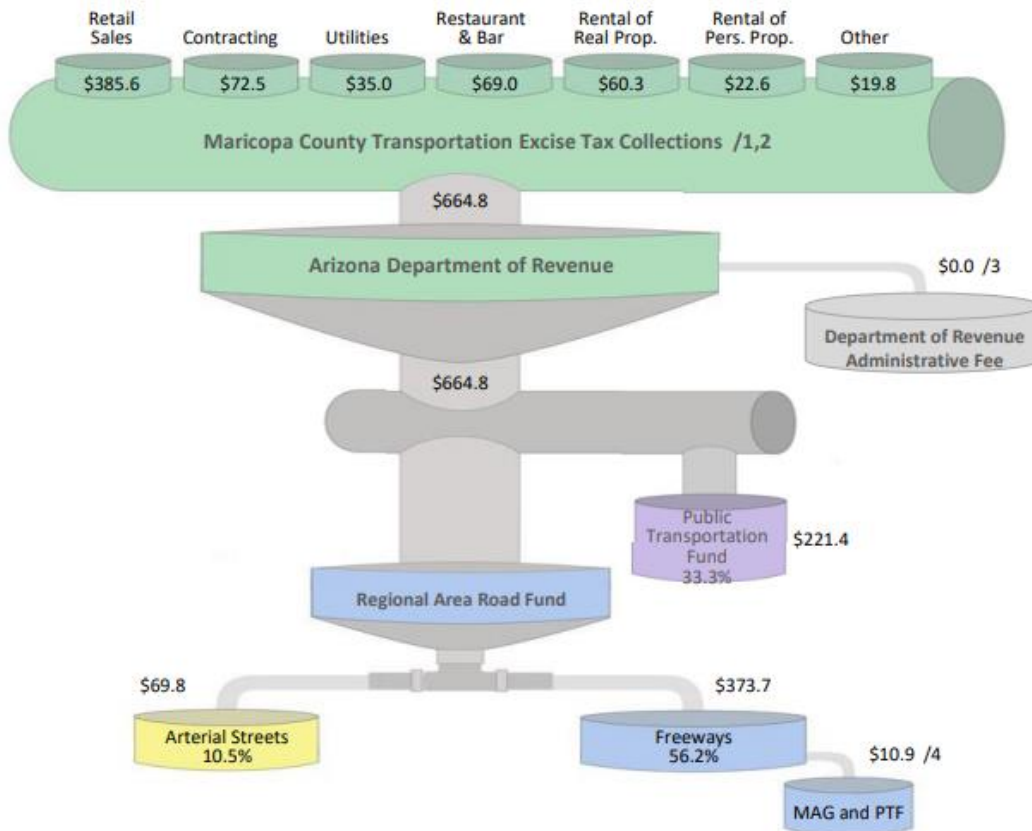 Retail
Sales
Contracting
Utilities
Restaurant
& Bar
Rental of
Real Prop.
Rental of
Pers. Prop.
Other
$385.6
$72.5
$35.0
$69.0
$60.3
$22.6
$19.8
Maricopa County Transportation Excise Tax Collections /1,2
$664.8
Arizona Department of Revenue
$0.0 /3
Department of Revenue
Administrative Fee
$664.8
Public
Transportation
Fund
33.3%
$221.4
Regional Area Road Fund
$69.8
$373.7
Arterial Streets
10.5%
Freeways
56.2%
$10.9 /4
MAG and PTF